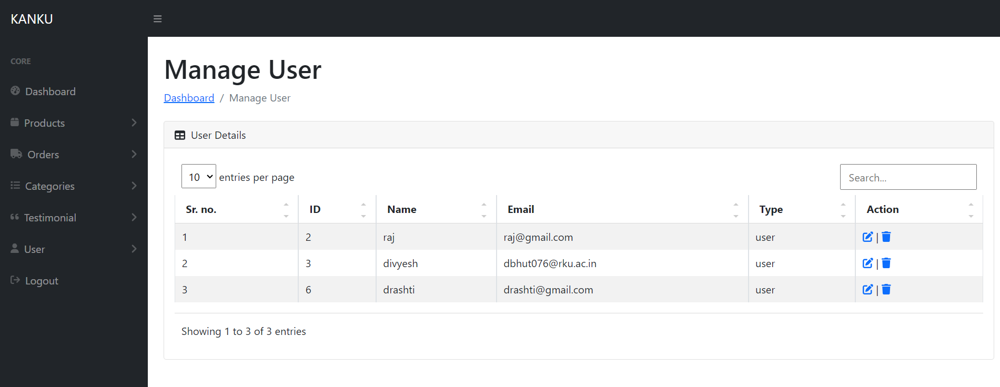 KANKU
CORE
Dashboard
Products
Orders
Categories
Testimonial
User
Logout
Manage User
Dashboard / Manage User
User Details
10 entries per page
Search...
Sr. no. ID Name Email Type Action
1 2 raj raj@gmail.com user |
2 3 divyesh dbhut076@rku.ac.in user |
3 6 drashti drashti@gmail.com user |
Showing 1 to 3 of 3 entries